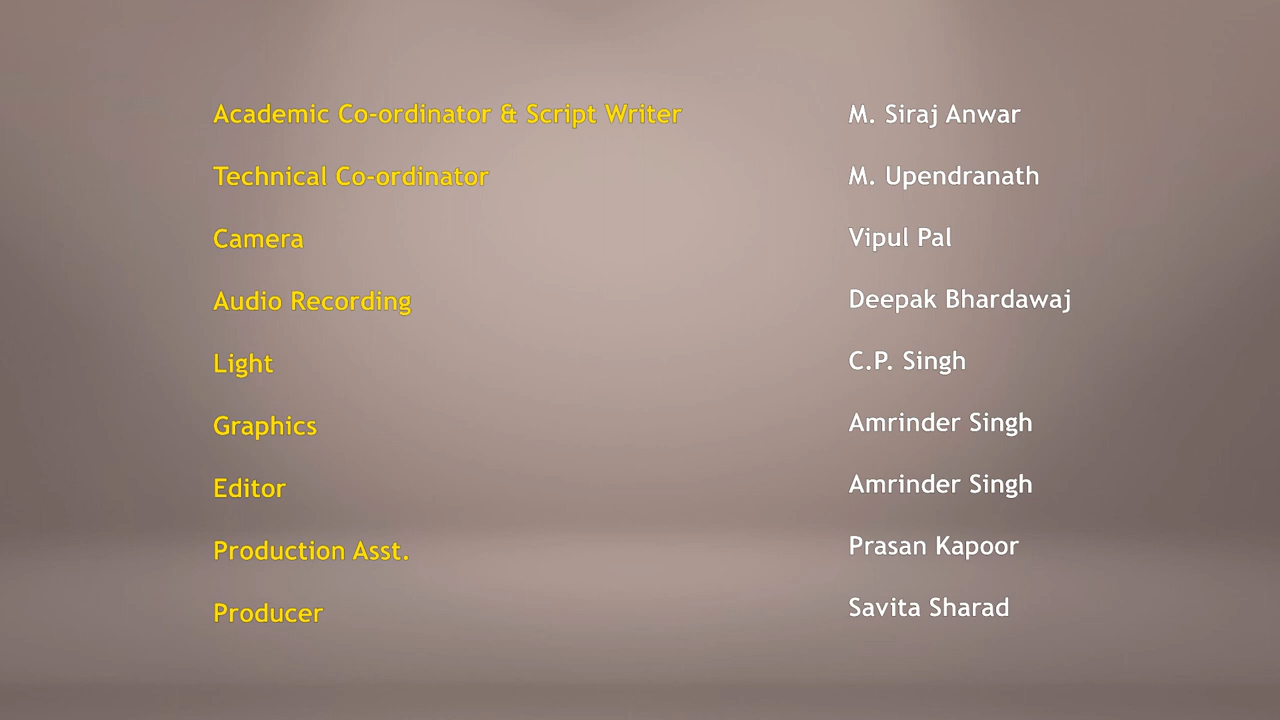 Academic Co-ordinator & Script Writer M. Siraj Anwar
Technical Co-ordinator M. Upendranath
Camera Vipul Pal
Audio Recording Deepak Bhardawaj
Light C.P. Singh
Graphics Amrinder Singh
Editor Amrinder Singh
Production Asst. Prasan Kapoor
Producer Savita Sharad